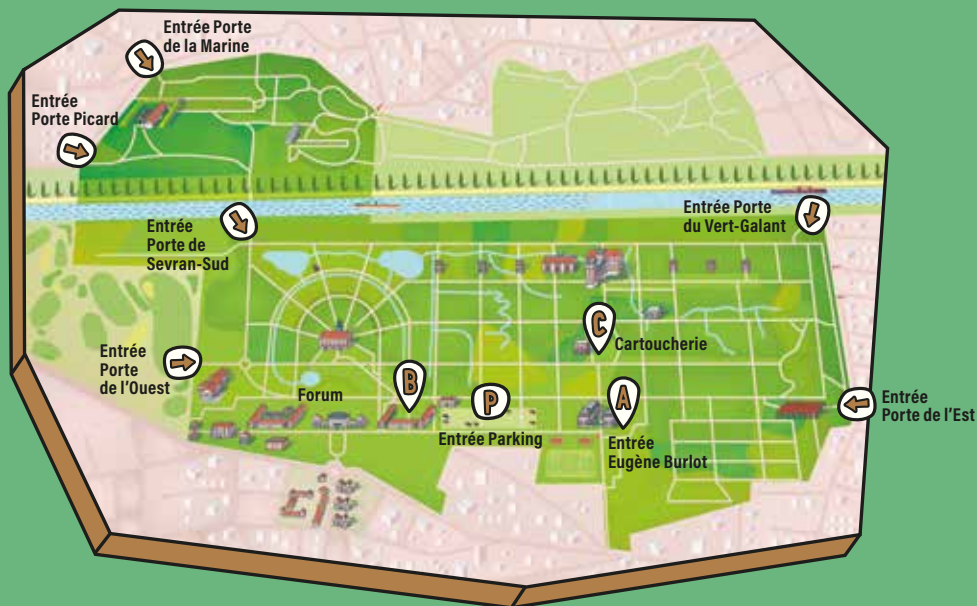 Entrée Porte
de la Marine
Entrée
Porte Picard
Entrée
Porte de
Sevran-Sud
Entrée Porte
du Vert-Galant
C
Cartoucherie
Entrée
Porte
de l'Ouest
Forum
B
P
Entrée Parking
A
Entrée
Eugène Burlot
Entrée
Porte de l'Est